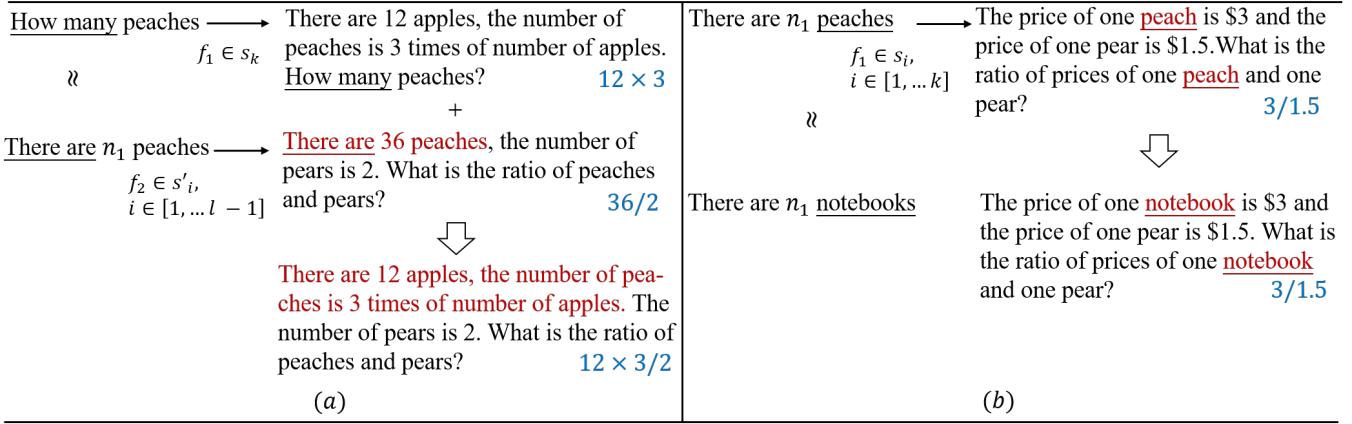 How many peaches
f₁ ∈ sₖ
≈
There are n₁ peaches
f₂ ∈ s'ᵢ,
i ∈ [1, … l − 1]
There are 12 apples, the number of
peaches is 3 times of number of apples.
How many peaches?
12 × 3
+
There are 36 peaches, the number of
pears is 2. What is the ratio of peaches
and pears?
36/2
There are 12 apples, the number of pea-
ches is 3 times of number of apples. The
number of pears is 2. What is the ratio of
peaches and pears?
12 × 3/2
(a)
There are n₁ peaches
f₁ ∈ sᵢ,
i ∈ [1, … k]
≈
There are n₁ notebooks
The price of one peach is $3 and the
price of one pear is $1.5.What is the
ratio of prices of one peach and one
pear?
3/1.5
The price of one notebook is $3 and
the price of one pear is $1.5. What is
the ratio of prices of one notebook
and one pear?
3/1.5
(b)